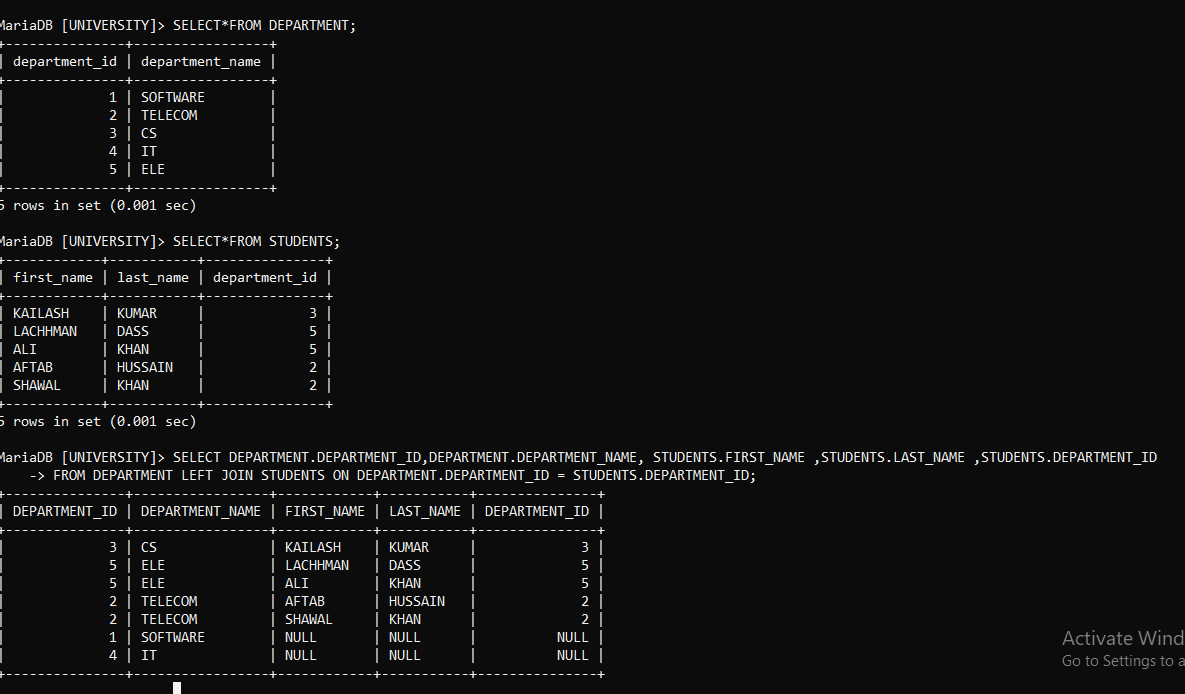 MariaDB [UNIVERSITY]> SELECT*FROM DEPARTMENT;
+---------------+-----------------+
| department_id | department_name |
+---------------+-----------------+
|             1 | SOFTWARE        |
|             2 | TELECOM         |
|             3 | CS              |
|             4 | IT              |
|             5 | ELE             |
+---------------+-----------------+
5 rows in set (0.001 sec)

MariaDB [UNIVERSITY]> SELECT*FROM STUDENTS;
+------------+-----------+---------------+
| first_name | last_name | department_id |
+------------+-----------+---------------+
| KAILASH    | KUMAR     |             3 |
| LACHHMAN   | DASS      |             5 |
| ALI        | KHAN      |             5 |
| AFTAB      | HUSSAIN   |             2 |
| SHAWAL     | KHAN      |             2 |
+------------+-----------+---------------+
5 rows in set (0.001 sec)

MariaDB [UNIVERSITY]> SELECT DEPARTMENT.DEPARTMENT_ID,DEPARTMENT.DEPARTMENT_NAME, STUDENTS.FIRST_NAME ,STUDENTS.LAST_NAME ,STUDENTS.DEPARTMENT_ID
    -> FROM DEPARTMENT LEFT JOIN STUDENTS ON DEPARTMENT.DEPARTMENT_ID = STUDENTS.DEPARTMENT_ID;
+---------------+-----------------+------------+-----------+---------------+
| DEPARTMENT_ID | DEPARTMENT_NAME | FIRST_NAME | LAST_NAME | DEPARTMENT_ID |
+---------------+-----------------+------------+-----------+---------------+
|             3 | CS              | KAILASH    | KUMAR     |             3 |
|             5 | ELE             | LACHHMAN   | DASS      |             5 |
|             5 | ELE             | ALI        | KHAN      |             5 |
|             2 | TELECOM         | AFTAB      | HUSSAIN   |             2 |
|             2 | TELECOM         | SHAWAL     | KHAN      |             2 |
|             1 | SOFTWARE        | NULL       | NULL      |          NULL |
|             4 | IT              | NULL       | NULL      |          NULL |
+---------------+-----------------+------------+-----------+---------------+
Activate Wind
Go to Settings to a